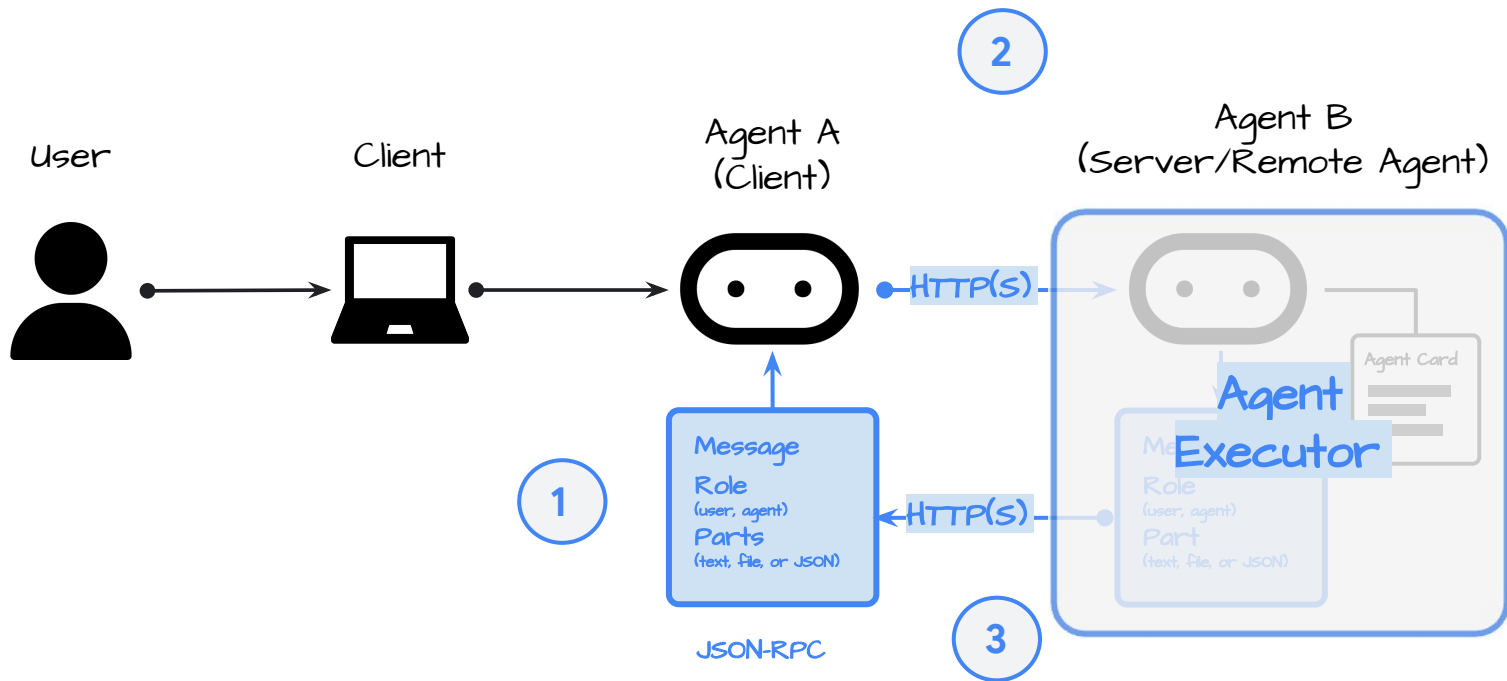 2
User
Client
Agent A
(Client)
Agent B
(Server/Remote Agent)
HTTP(S)
Agent Card
Agent
Executor
Message
Role
(user, agent)
Parts
(text, file, or JSON)
1
HTTP(S)
Me
Role
(user, agent)
Part
(text, file, or JSON)
JSON-RPC
3